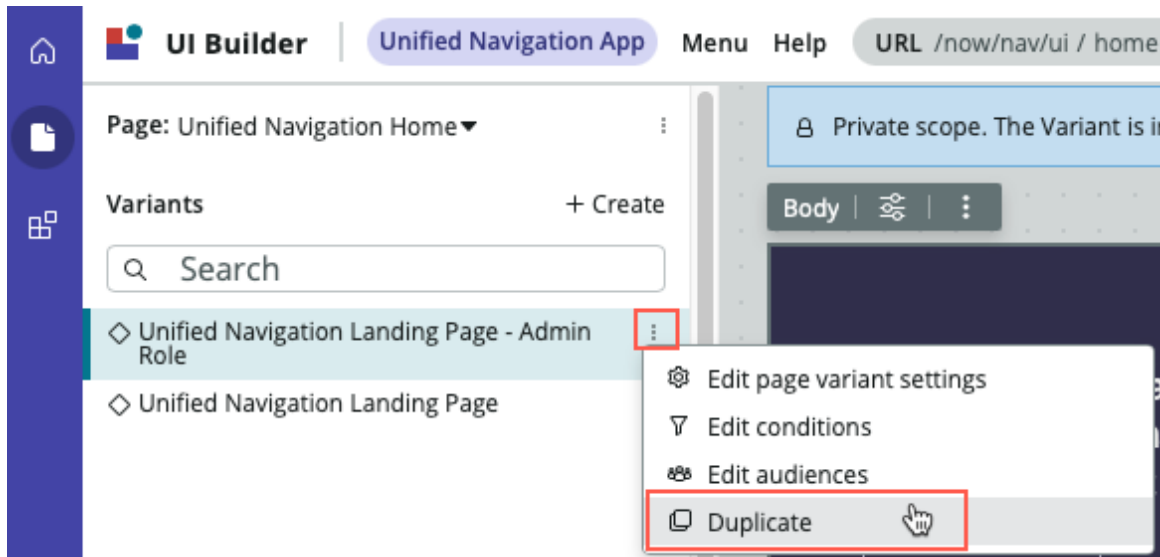 UI Builder
Unified Navigation App
Menu
Help
URL /now/nav/ui / home
Page: Unified Navigation Home
Private scope. The Variant is
Variants
+ Create
Body
Search
Unified Navigation Landing Page - Admin
Role
Unified Navigation Landing Page
Edit page variant settings
Edit conditions
Edit audiences
Duplicate